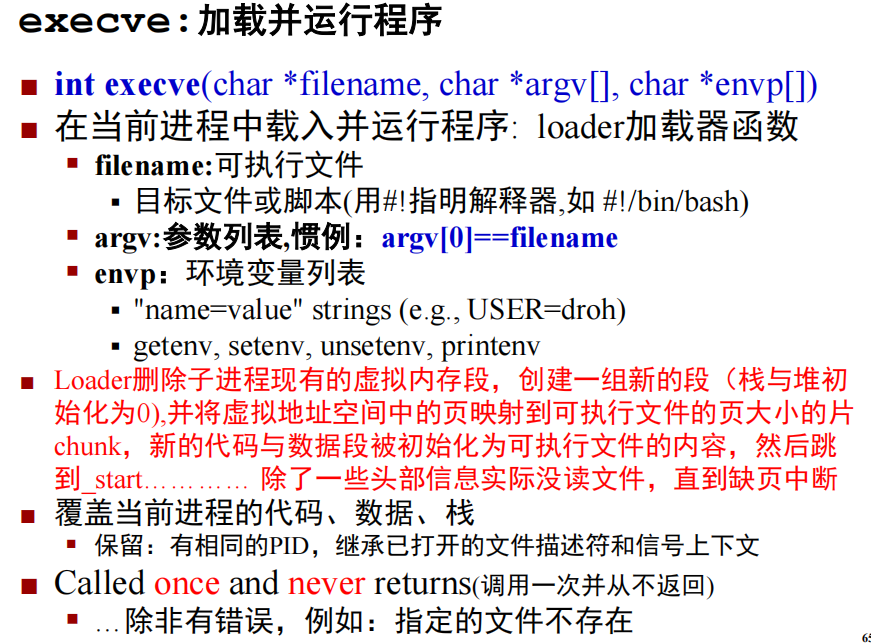 execve:加载并运行程序
int execve(char *filename, char *argv[], char *envp[])
在当前进程中载入并运行程序: loader加载器函数
filename:可执行文件
目标文件或脚本(用#!指明解释器,如 #!/bin/bash)
argv:参数列表,惯例：argv[0]==filename
envp：环境变量列表
"name=value" strings (e.g., USER=droh)
getenv, setenv, unsetenv, printenv
Loader删除子进程现有的虚拟内存段，创建一组新的段（栈与堆初
始化为0),并将虚拟地址空间中的页映射到可执行文件的页大小的片
chunk，新的代码与数据段被初始化为可执行文件的内容，然后跳
到_start………… 除了一些头部信息实际没读文件，直到缺页中断
覆盖当前进程的代码、数据、栈
保留：有相同的PID，继承已打开的文件描述符和信号上下文
Called once and never returns(调用一次并从不返回)
…除非有错误，例如：指定的文件不存在
65